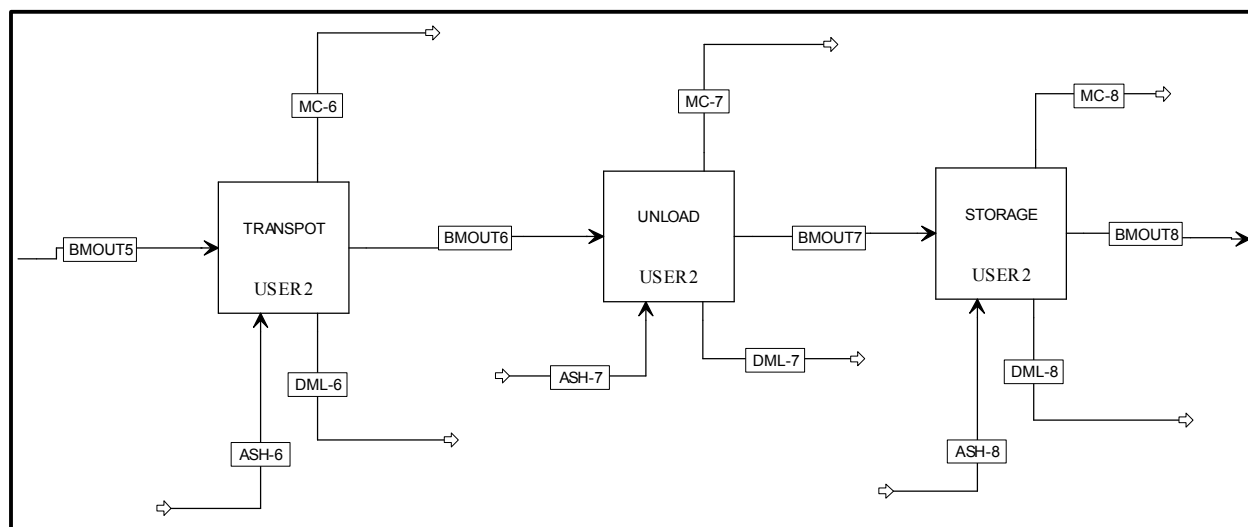 MC-6
MC-7
MC-8
TRANSPOT
UNLOAD
STORAGE
BMOUT5
BMOUT6
BMOUT7
BMOUT8
USER2
USER2
USER2
ASH-7
DML-7
DML-6
DML-8
ASH-6
ASH-8